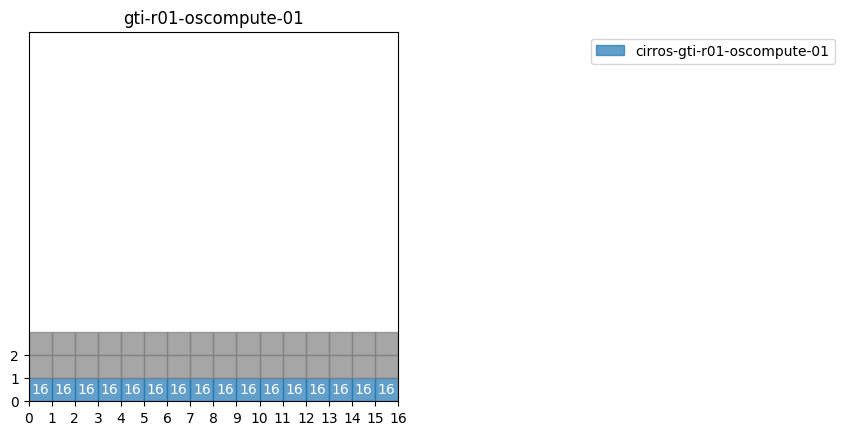 gti-r01-oscompute-01
cirros-gti-r01-oscompute-01
2
1
16 16 16 16 16 16 16 16 16 16 16 16 16 16 16 16
0
0 1 2 3 4 5 6 7 8 9 10 11 12 13 14 15 16